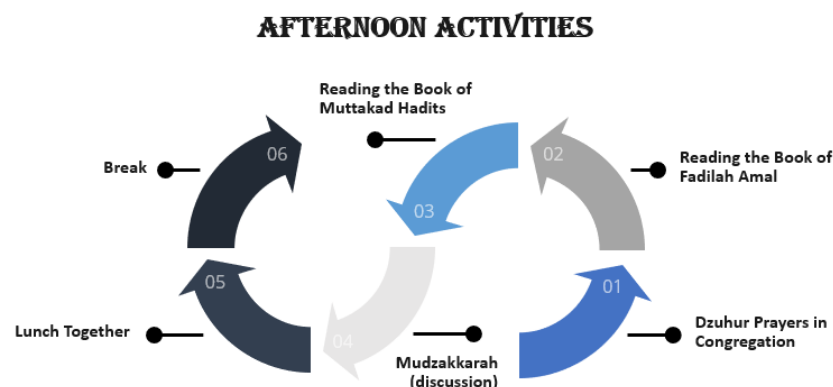 AFTERNOON ACTIVITIES
Reading the Book of
Muttakad Hadits
06
02
Break
Reading the Book of
Fadilah Amal
03
05
01
Lunch Together
04
Dzuhur Prayers in
Congregation
Mudzakkarah
(discussion)